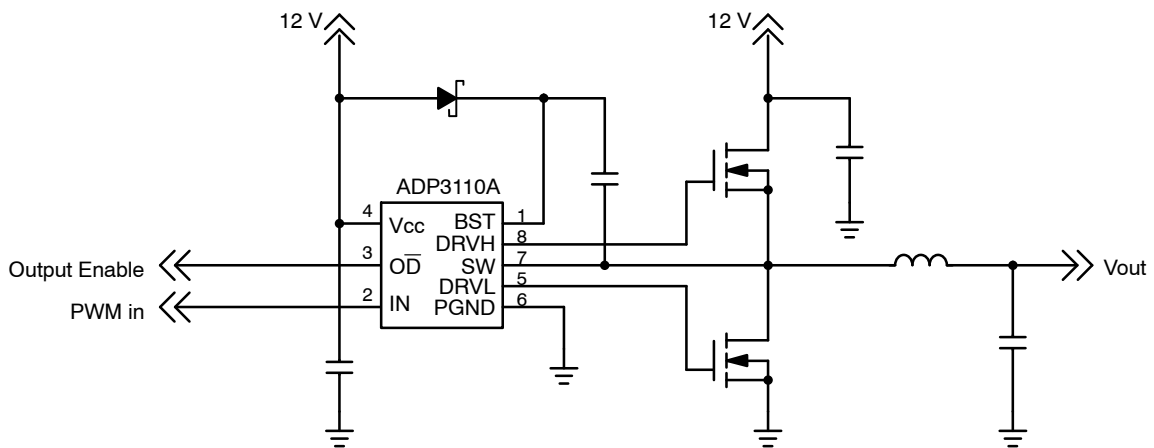 12 V
12 V
ADP3110A
4
Vcc
BST
1
DRVH
8
Output Enable
3
OD̅
SW
7
Vout
DRVL
5
PWM in
2
IN
PGND
6